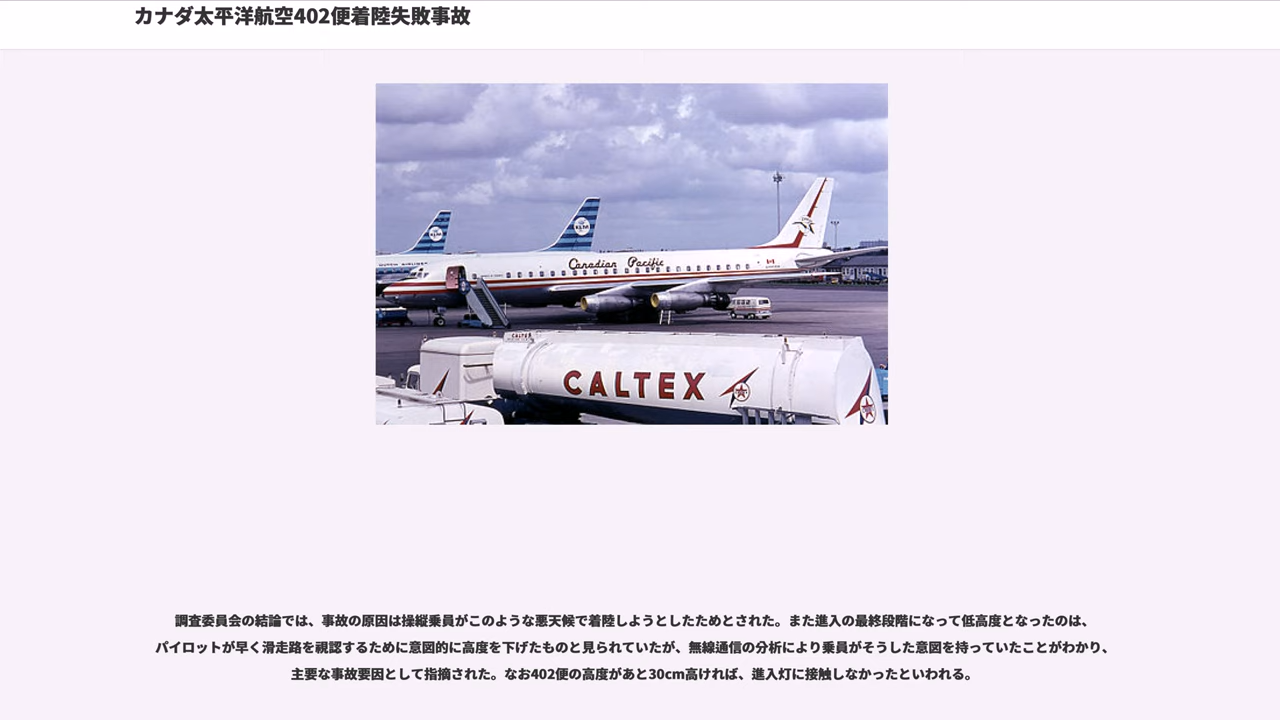 カナダ太平洋航空402便着陸失敗事故
KLM
KLM
Canadian Pacific
CALTEX
CALTEX
調査委員会の結論では、事故の原因は操縦乗員がこのような悪天候で着陸しようとしたためとされた。また進入の最終段階になって低高度となったのは、
パイロットが早く滑走路を視認するために意図的に高度を下げたものと見られていたが、無線通信の分析により乗員がそうした意図を持っていたことがわかり、
主要な事故要因として指摘された。なお402便の高度があと30cm高ければ、進入灯に接触しなかったといわれる。